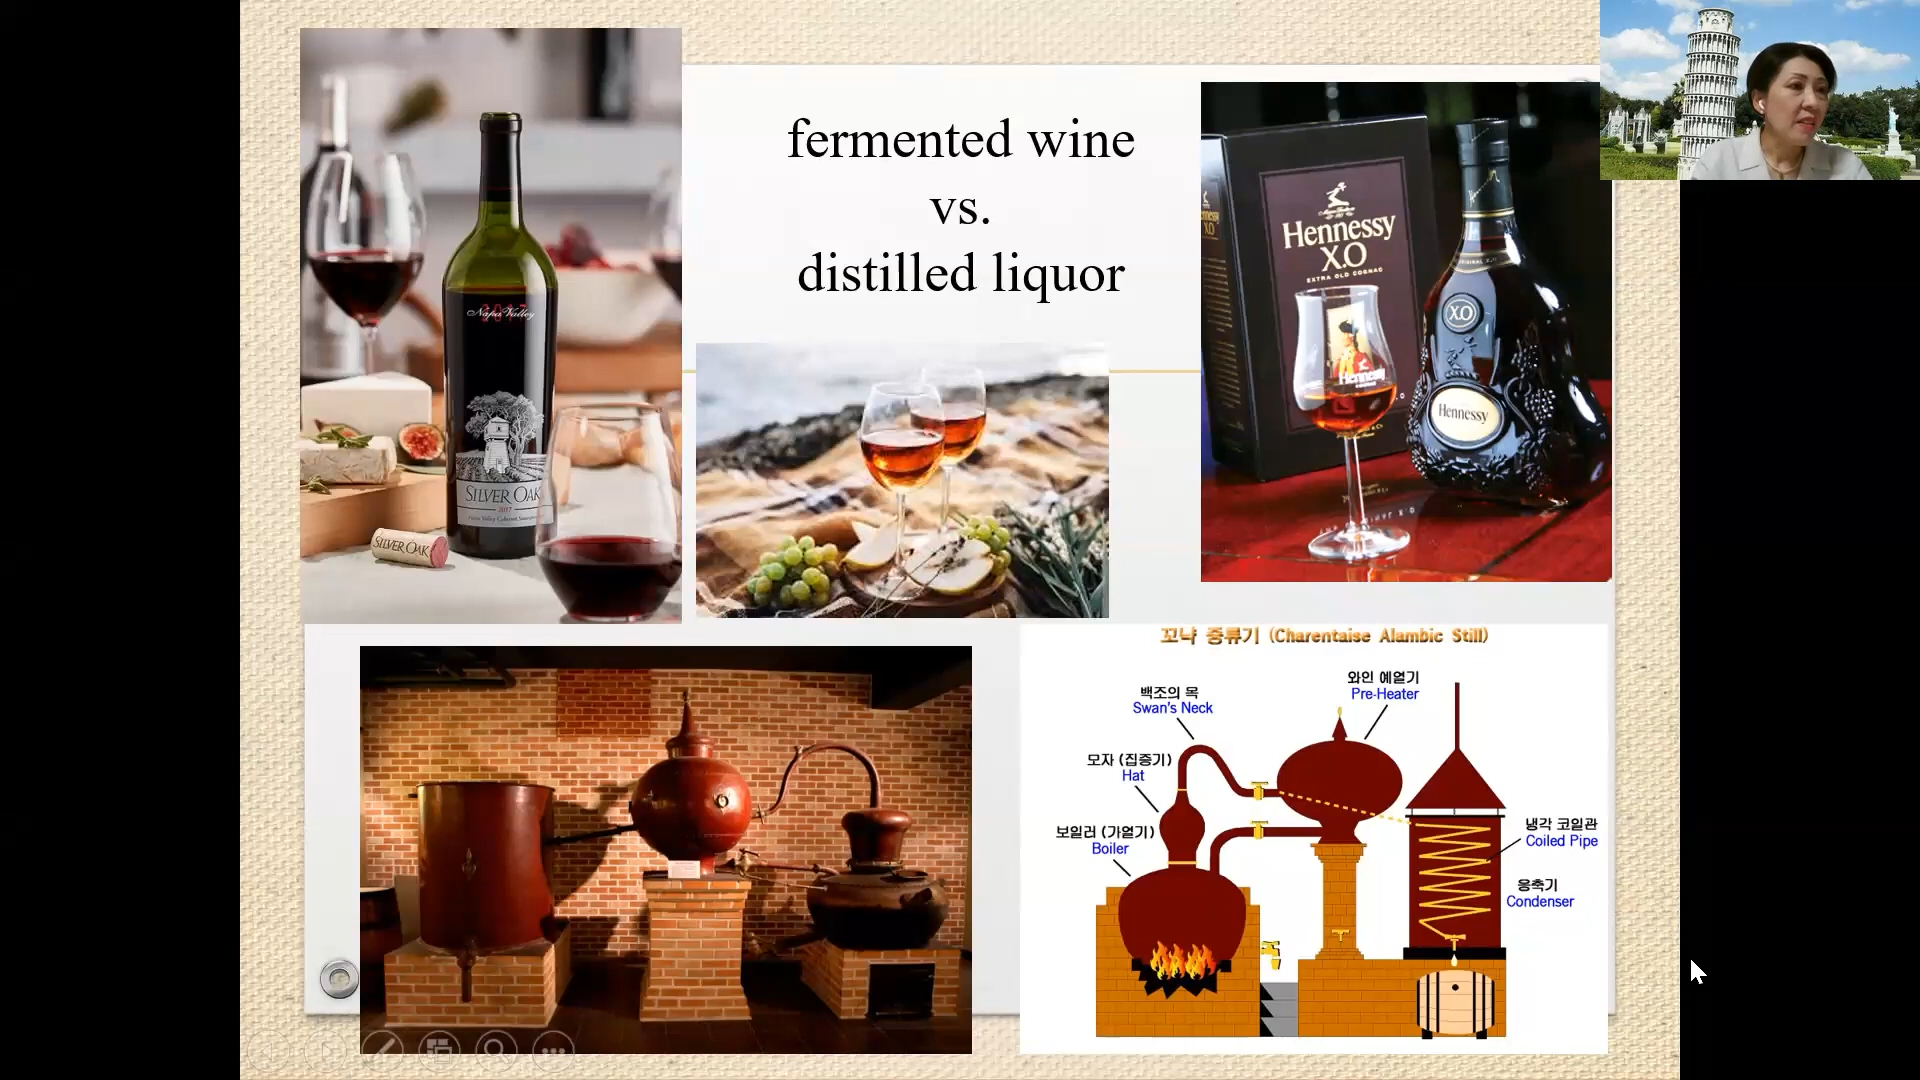 fermented wine
vs.
distilled liquor
Napa Valley
SILVER OAK
2017
SILVER OAK
Hennessy
X.O
EXTRA OLD COGNAC
X.O
Hennessy
Hennessy
꼬냑 증류기 (Charentaise Alambic Still)
와인 예열기
Pre-Heater
백조의 목
Swan's Neck
모자 (집증기)
Hat
보일러 (가열기)
Boiler
냉각 코일관
Coiled Pipe
응축기
Condenser